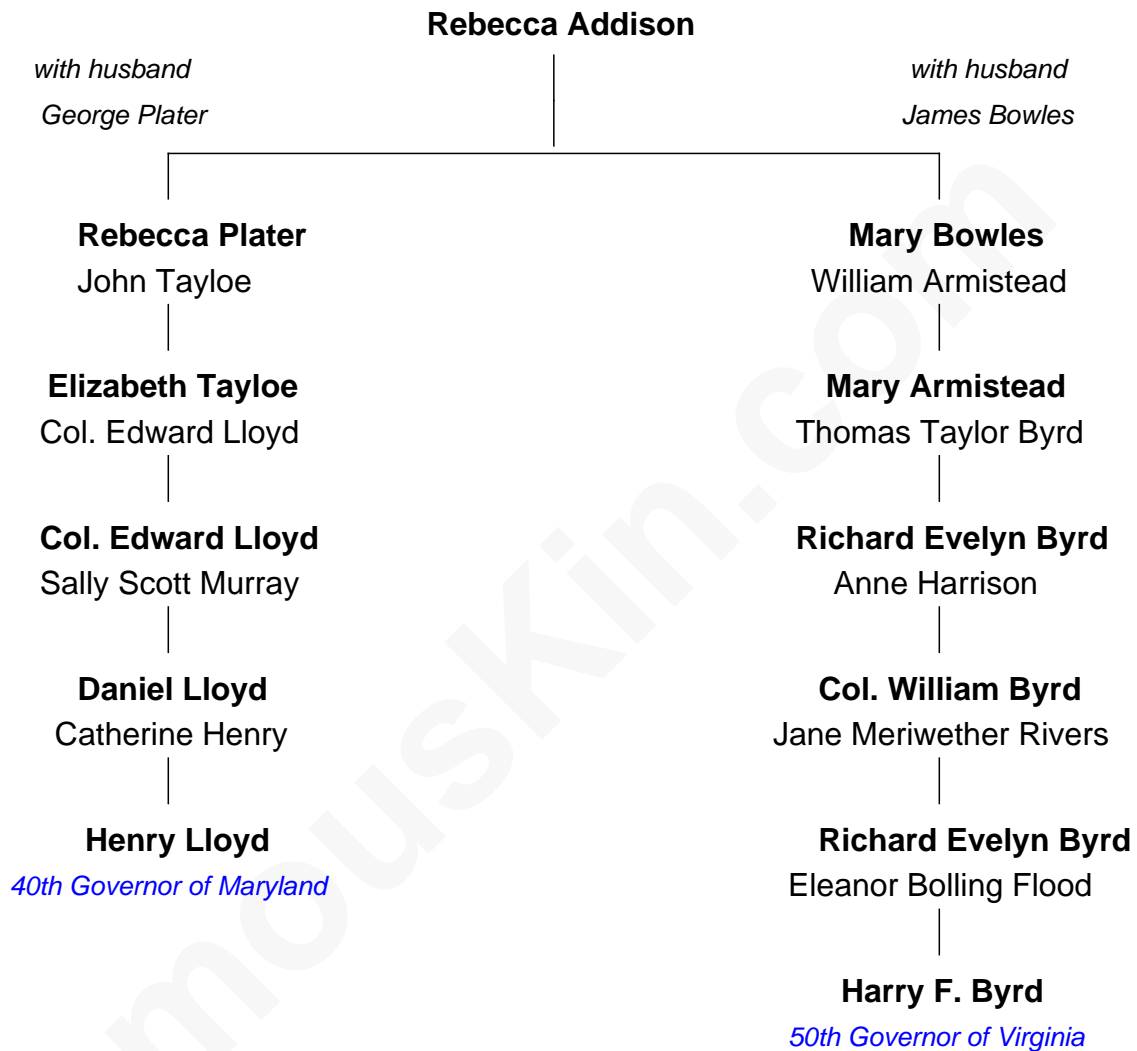 Rebecca Addison
with husband
George Plater
with husband
James Bowles
Rebecca Plater
John Tayloe
Mary Bowles
William Armistead
Elizabeth Tayloe
Col. Edward Lloyd
Mary Armistead
Thomas Taylor Byrd
Col. Edward Lloyd
Sally Scott Murray
Richard Evelyn Byrd
Anne Harrison
Daniel Lloyd
Catherine Henry
Col. William Byrd
Jane Meriwether Rivers
Henry Lloyd
40th Governor of Maryland
Richard Evelyn Byrd
Eleanor Bolling Flood
Harry F. Byrd
50th Governor of Virginia
mousKin.com